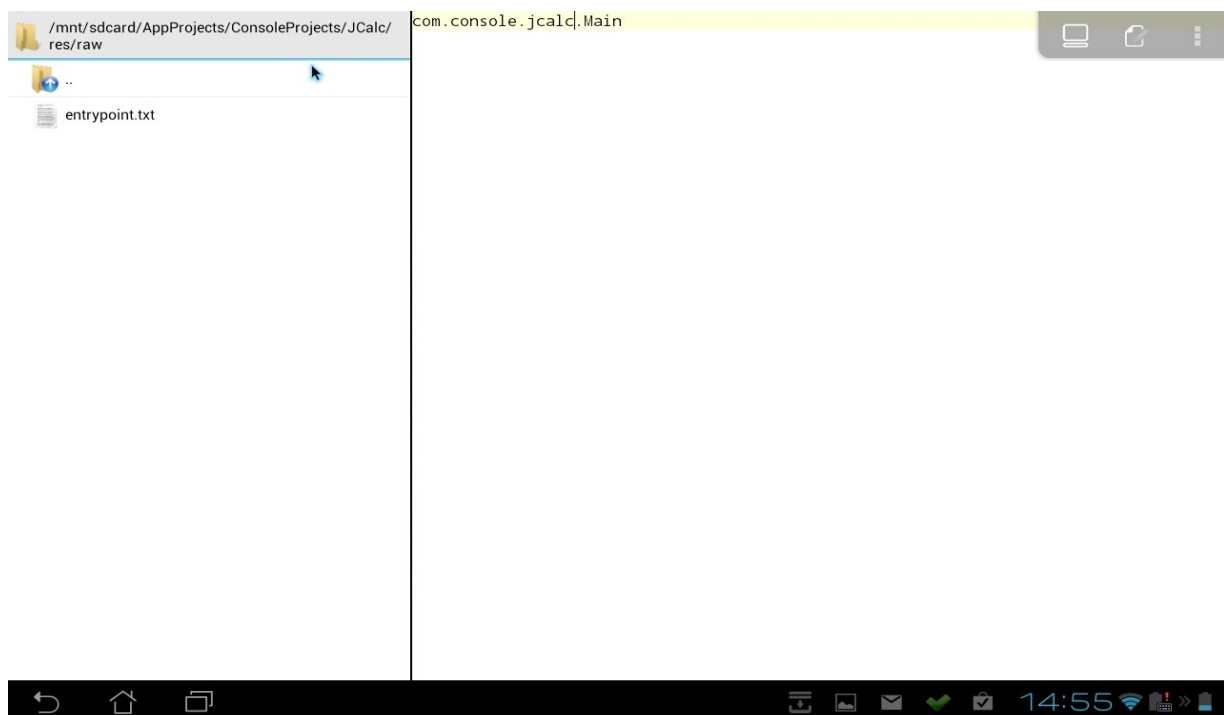 /mnt/sdcard/AppProjects/ConsoleProjects/JCalc/
res/raw
..
entrypoint.txt
com.console.jcalc.Main
14:55